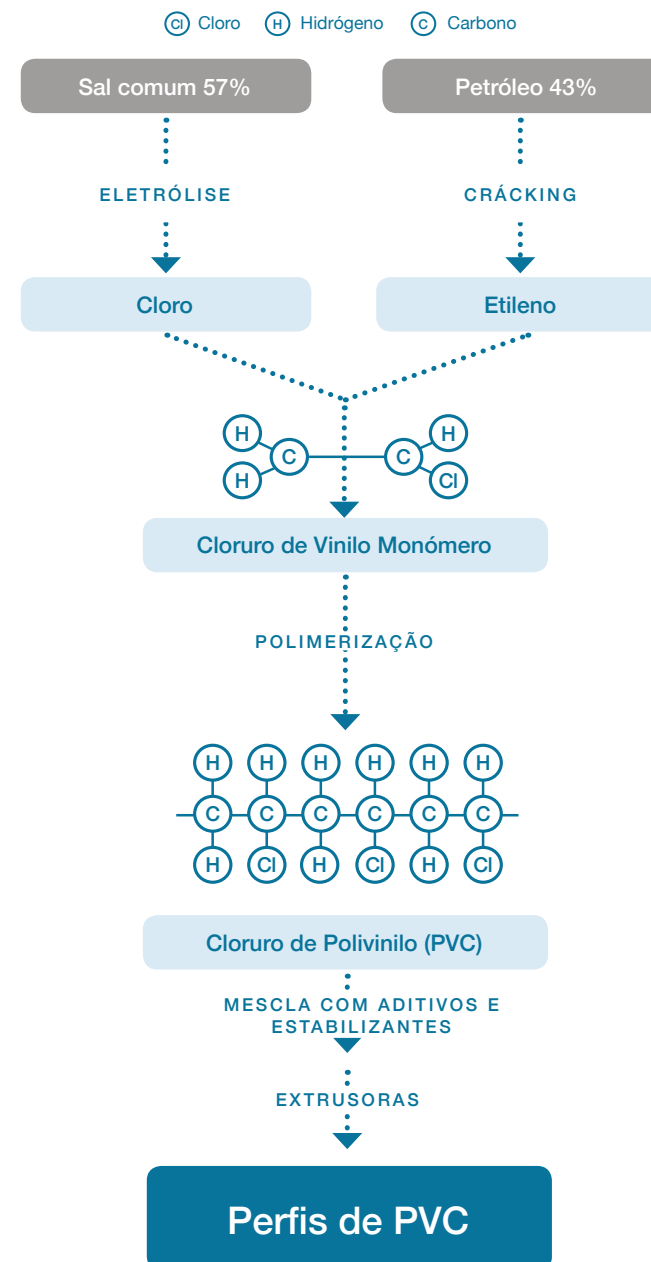 Cl Cloro H Hidrógeno C Carbono
Sal comum 57% Petróleo 43%
ELETRÓLISE CRÁCKING
Cloro Etileno
H H
C C
H Cl
Cloruro de Vinilo Monómero
POLIMERIZAÇÃO
H H H H H H
C C C C C C
H Cl H Cl H Cl
Cloruro de Polivinilo (PVC)
MESCLA COM ADITIVOS E
ESTABILIZANTES
EXTRUSORAS
Perfis de PVC